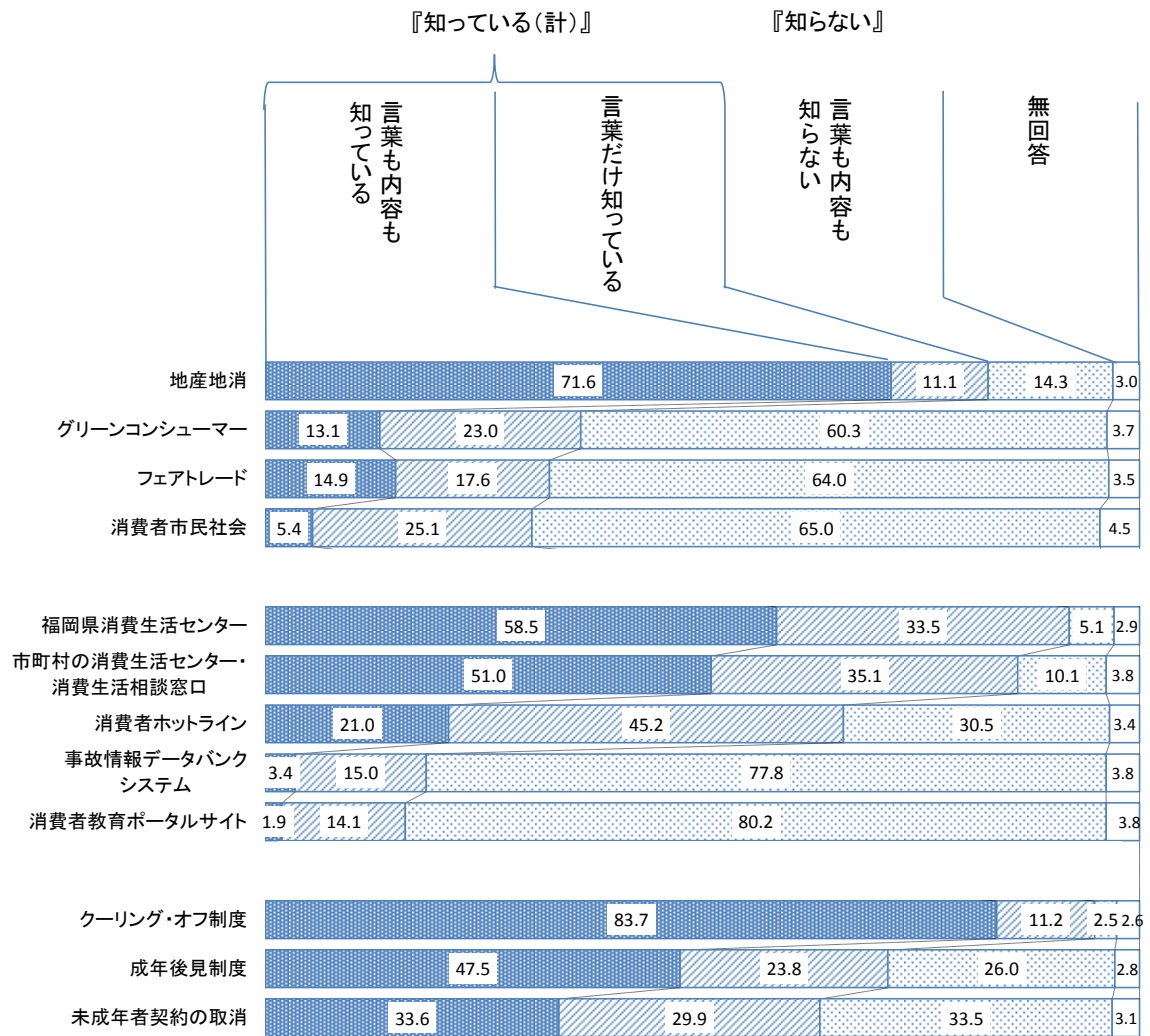 『知っている(計)』
『知らない』
言葉も内容も
知っている
言葉だけ知っている
言葉も内容も
知らない
無回答
地産地消
71.6
11.1
14.3
3.0
グリーンコンシューマー
13.1
23.0
60.3
3.7
フェアトレード
14.9
17.6
64.0
3.5
消費者市民社会
5.4
25.1
65.0
4.5
福岡県消費生活センター
58.5
33.5
5.1
2.9
市町村の消費生活センター・
消費生活相談窓口
51.0
35.1
10.1
3.8
消費者ホットライン
21.0
45.2
30.5
3.4
事故情報データバンク
システム
3.4
15.0
77.8
3.8
消費者教育ポータルサイト
1.9
14.1
80.2
3.8
クーリング・オフ制度
83.7
11.2
2.5
2.6
成年後見制度
47.5
23.8
26.0
2.8
未成年者契約の取消
33.6
29.9
33.5
3.1